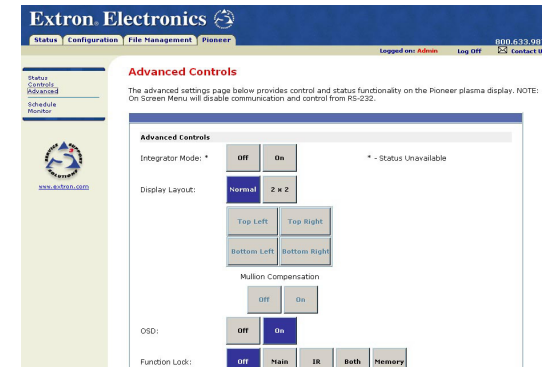 Extron® Electronics
Status Configuration File Management Pioneer
800.633.98
Logged on: Admin Log Off Contact U
Status
Controls
Advanced
Schedule
Monitor
www.extron.com
Advanced Controls
The advanced settings page below provides control and status functionality on the Pioneer plasma display. NOTE:
On Screen Menu will disable communication and control from RS-232.
Advanced Controls
Integrator Mode: * Off On * - Status Unavailable
Display Layout: Normal 2 x 2
Top Left Top Right
Bottom Left Bottom Right
Mullion Compensation
Off On
OSD: Off On
Function Lock: Off Main IR Both Memory